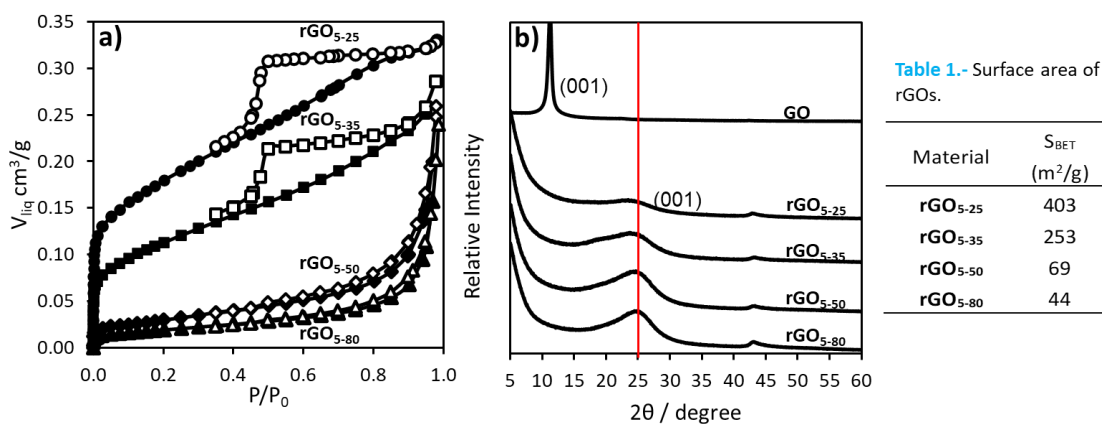 a)
rGO5-25
rGO5-35
rGO5-50
rGO5-80
0.35
0.30
0.25
0.20
0.15
0.10
0.05
0.00
Vliq cm3/g
0.0 0.2 0.4 0.6 0.8 1.0
P/P0
b)
(001)
GO
(001)
rGO5-25
rGO5-35
rGO5-50
rGO5-80
Relative Intensity
5 10 15 20 25 30 35 40 45 50 55 60
2θ / degree
Table 1.- Surface area of
rGOs.
Material SBET
(m2/g)
rGO5-25 403
rGO5-35 253
rGO5-50 69
rGO5-80 44